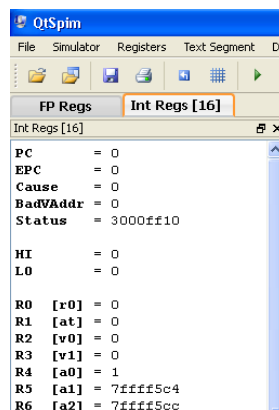 QtSpim
File Simulator Registers Text Segment D
FP Regs Int Regs [16]
Int Regs [16]
PC = 0
EPC = 0
Cause = 0
BadVAddr = 0
Status = 3000ff10
HI = 0
LO = 0
R0 [r0] = 0
R1 [at] = 0
R2 [v0] = 0
R3 [v1] = 0
R4 [a0] = 1
R5 [a1] = 7ffff5c4
R6 [a2] = 7ffff5cc